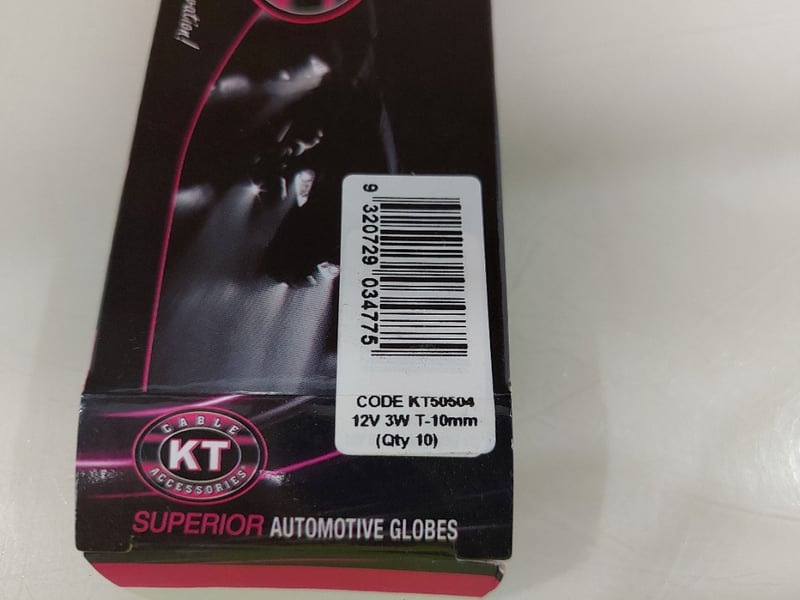 9 320729 034775
CODE KT50504
12V 3W T-10mm
(Qty 10)
CABLE
KT
ACCESSORIES
SUPERIOR AUTOMOTIVE GLOBES